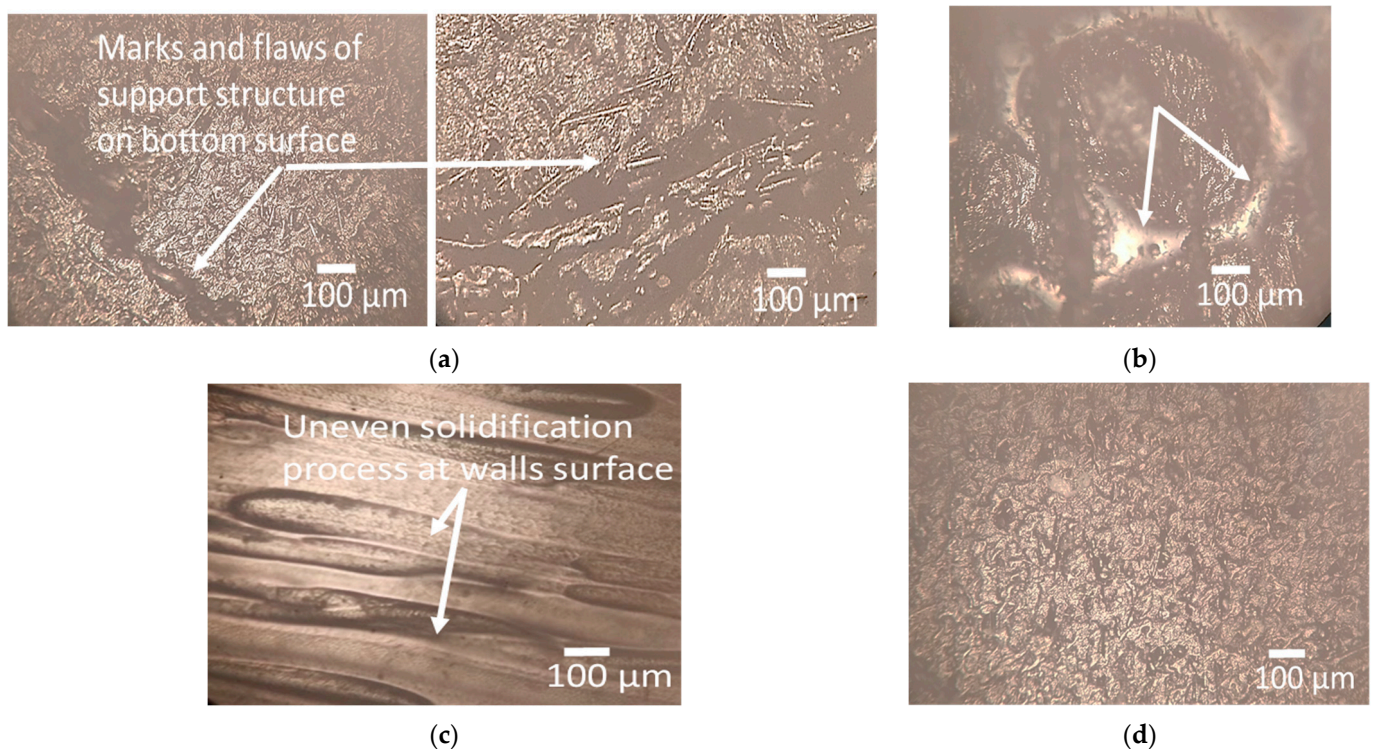 Marks and flaws of
support structure
on bottom surface
100 μm
100 μm
100 μm
(a)
(b)
Uneven solidification
process at walls surface
100 μm
100 μm
(c)
(d)